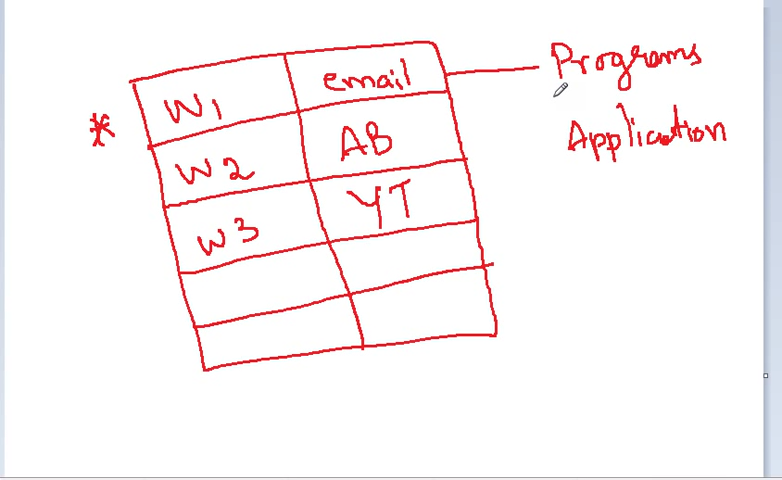 W1 email
Programs
* W2 AB
Application
W3 YT